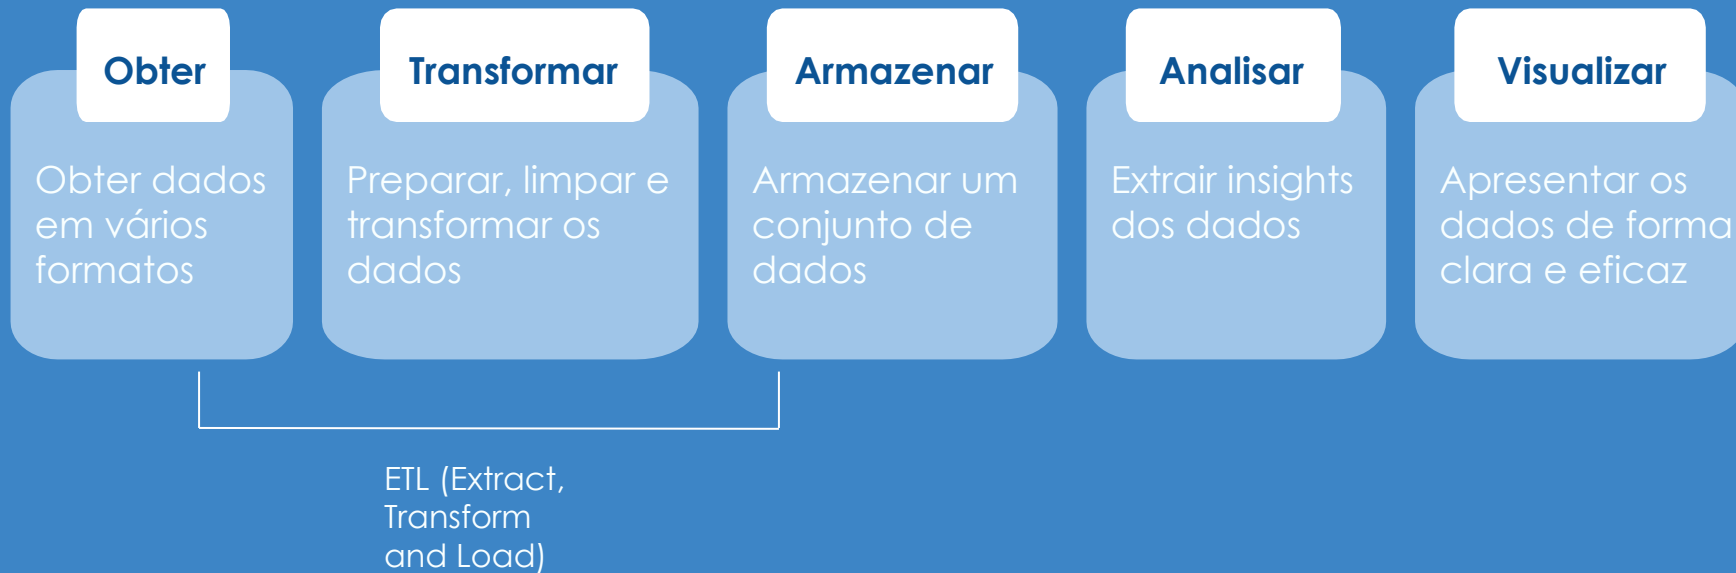 Obter
Obter dados
em vários
formatos
Transformar
Preparar, limpar e
transformar os
dados
Armazenar
Armazenar um
conjunto de
dados
Analisar
Extrair insights
dos dados
Visualizar
Apresentar os
dados de forma
clara e eficaz
ETL (Extract,
Transform
and Load)